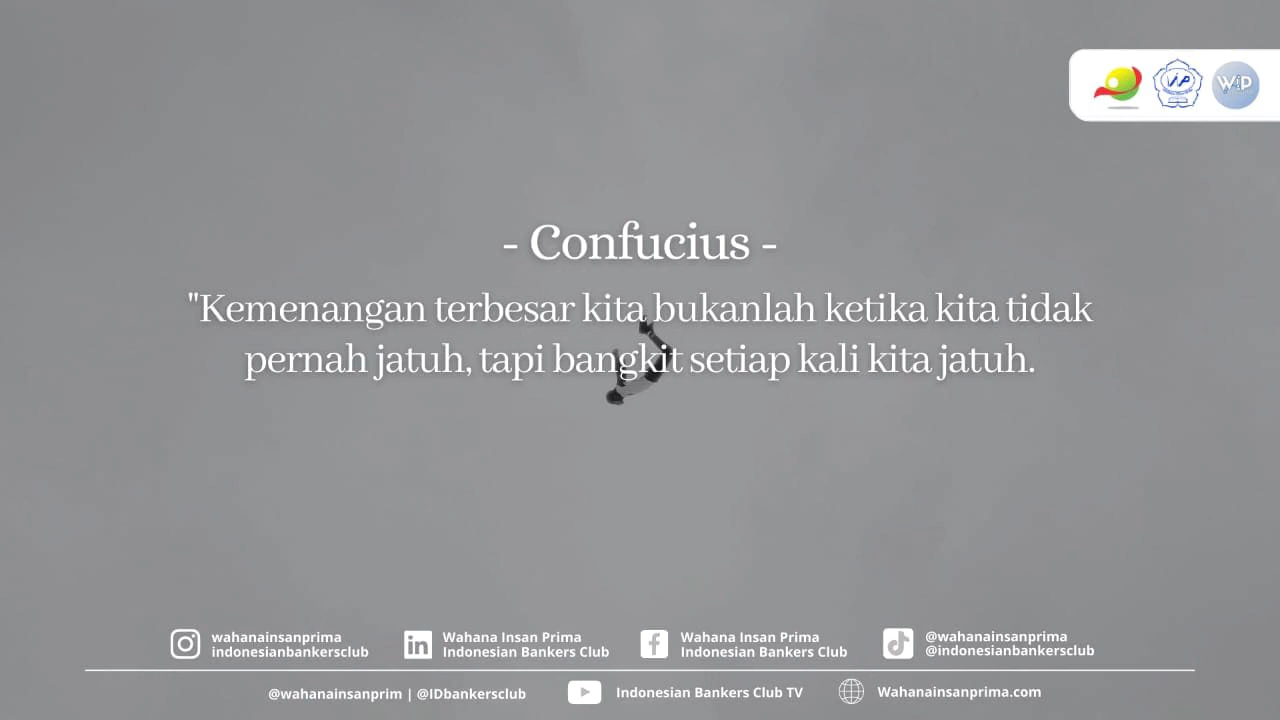 WiP
- Confucius -
"Kemenangan terbesar kita bukanlah ketika kita tidak
pernah jatuh, tapi bangkit setiap kali kita jatuh.
wahanainsanprima
indonesianbankersclub
Wahana Insan Prima
Indonesian Bankers Club
Wahana Insan Prima
Indonesian Bankers Club
@wahanainsanprima
@indonesianbankersclub
@wahanainsanprim | @IDbankersclub
Indonesian Bankers Club TV
Wahanainsanprima.com